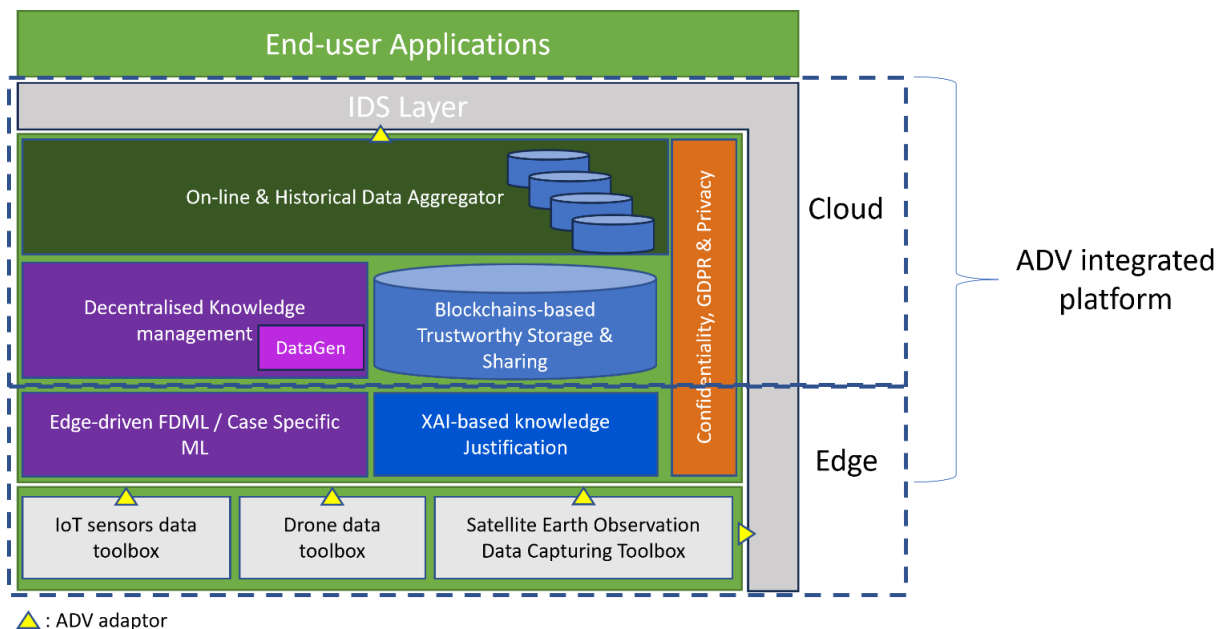 End-user Applications
IDS Layer
On-line & Historical Data Aggregator
Confidentiality, GDPR & Privacy
Cloud
ADV integrated
platform
Decentralised Knowledge
management
DataGen
Blockchains-based
Trustworthy Storage &
Sharing
Edge-driven FDML / Case Specific
ML
XAI-based knowledge
Justification
Edge
IoT sensors data
toolbox
Drone data
toolbox
Satellite Earth Observation
Data Capturing Toolbox
: ADV adaptor